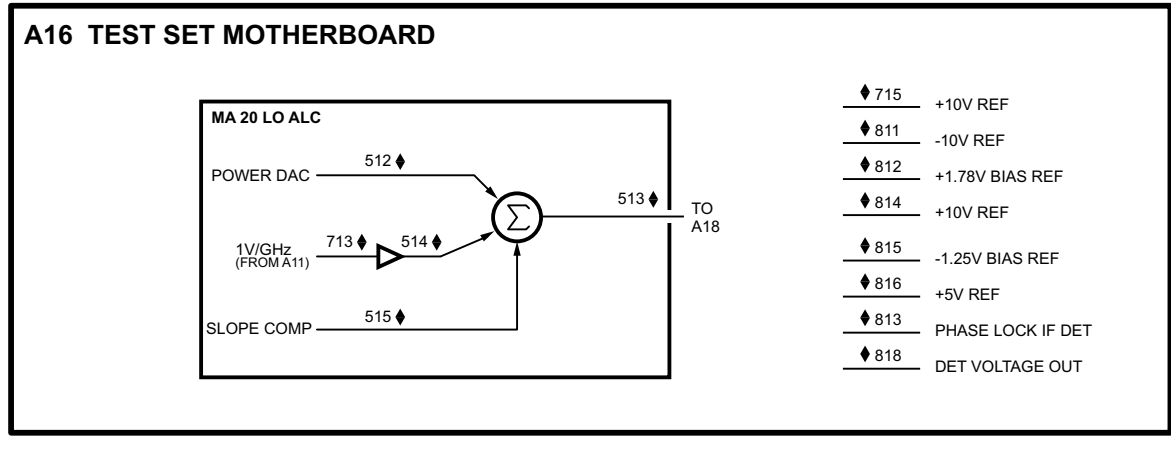 A16 TEST SET MOTHERBOARD
MA 20 LO ALC
512
POWER DAC
513
TO
A18
Σ
713
514
1V/GHz
(FROM A11)
515
SLOPE COMP
715
+10V REF
811
-10V REF
812
+1.78V BIAS REF
814
+10V REF
815
-1.25V BIAS REF
816
+5V REF
813
PHASE LOCK IF DET
818
DET VOLTAGE OUT